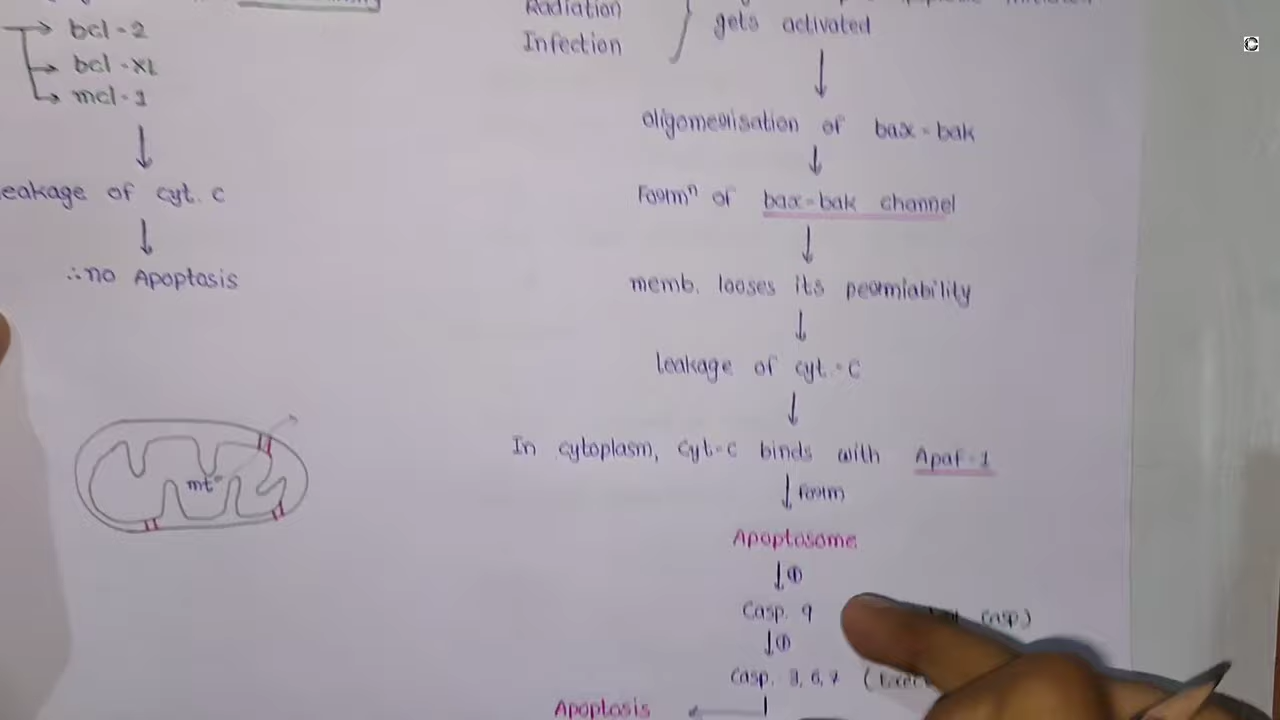 Radiation
Infection
gets activated
bcl-2
bcl-XL
mcl-1
leakage of cyt. c
∴no Apoptosis
oligomerisation of bax-bak
Formⁿ of bax-bak channel
memb. looses its permiability
leakage of cyt.-c
In cytoplasm, cyt-c binds with Apaf-1
Form
Apoptosome
Casp. 9
casp)
Casp. 3, 6, 7
Apoptosis
mt